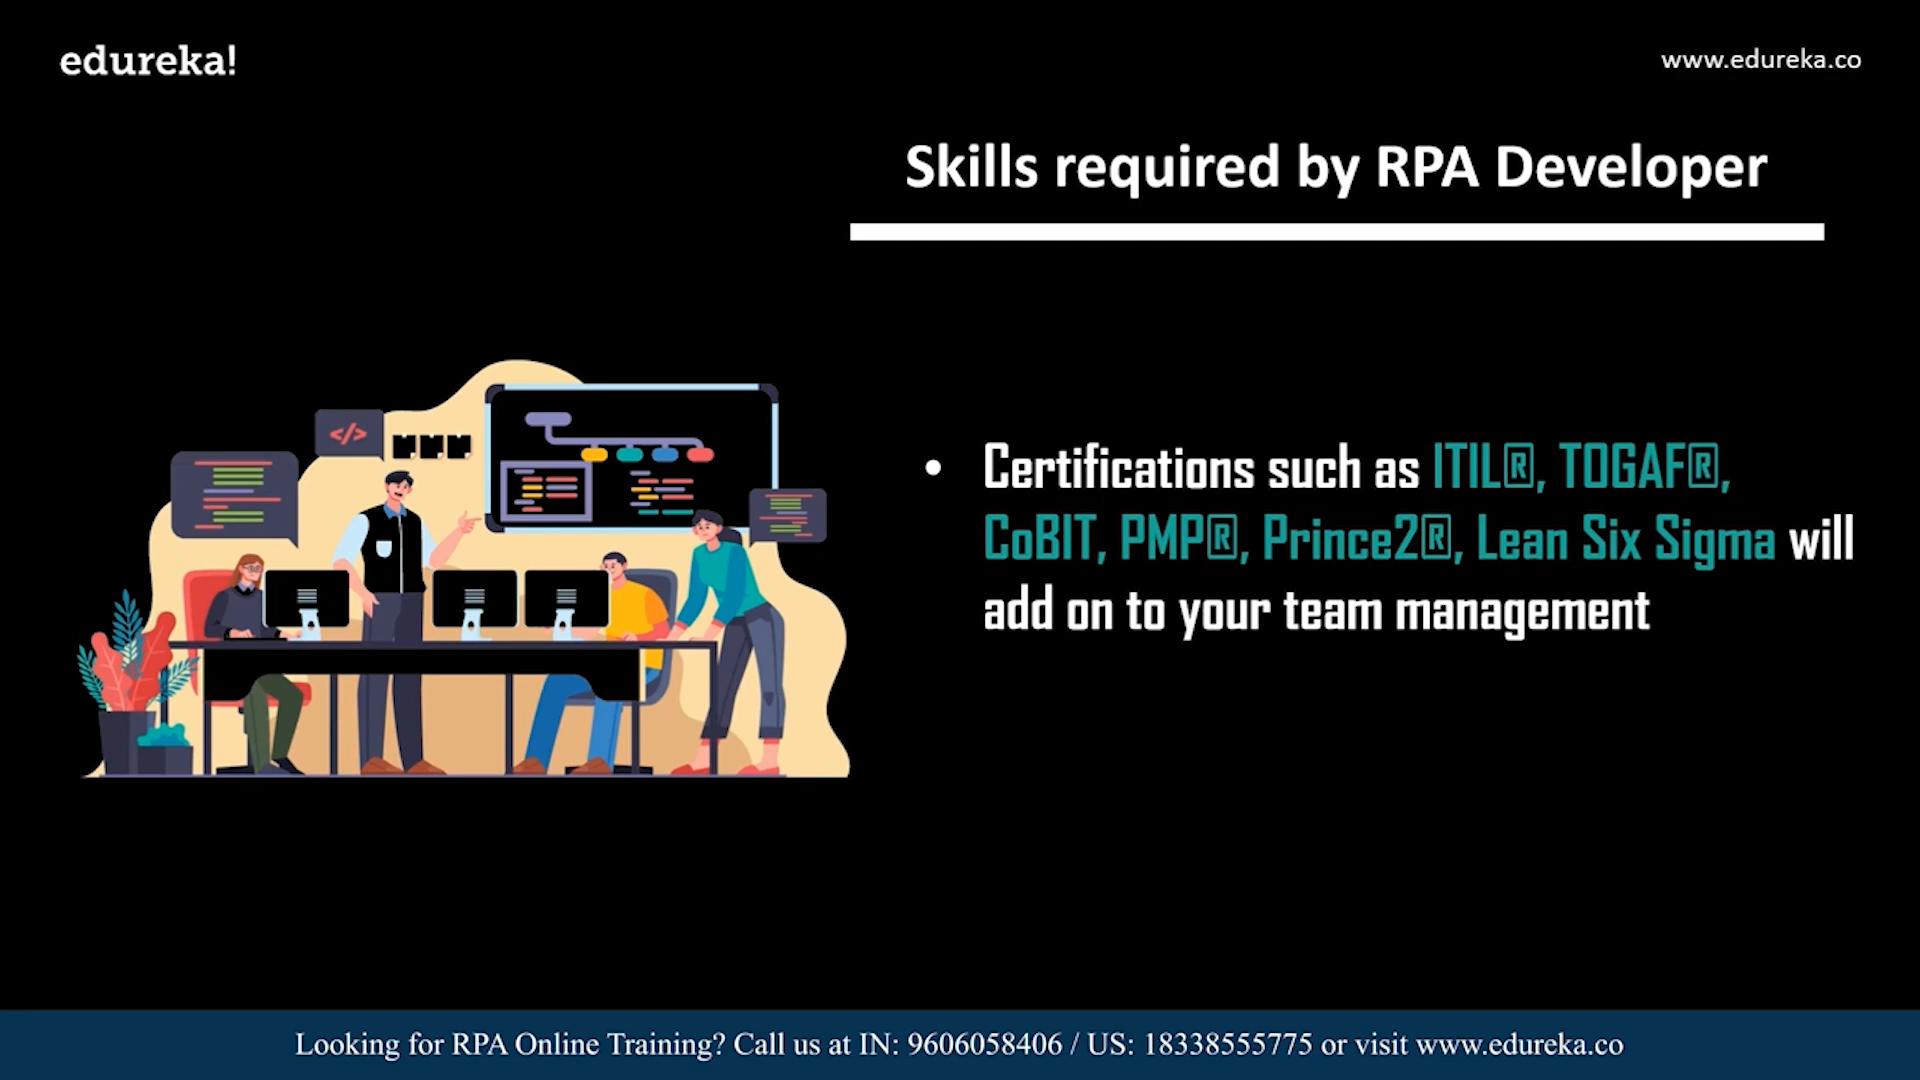 edureka!
www.edureka.co
Skills required by RPA Developer
</>
• Certifications such as ITIL®, TOGAF®,
CoBIT, PMP®, Prince2®, Lean Six Sigma will
add on to your team management
Looking for RPA Online Training? Call us at IN: 9606058406 / US: 18338555775 or visit www.edureka.co